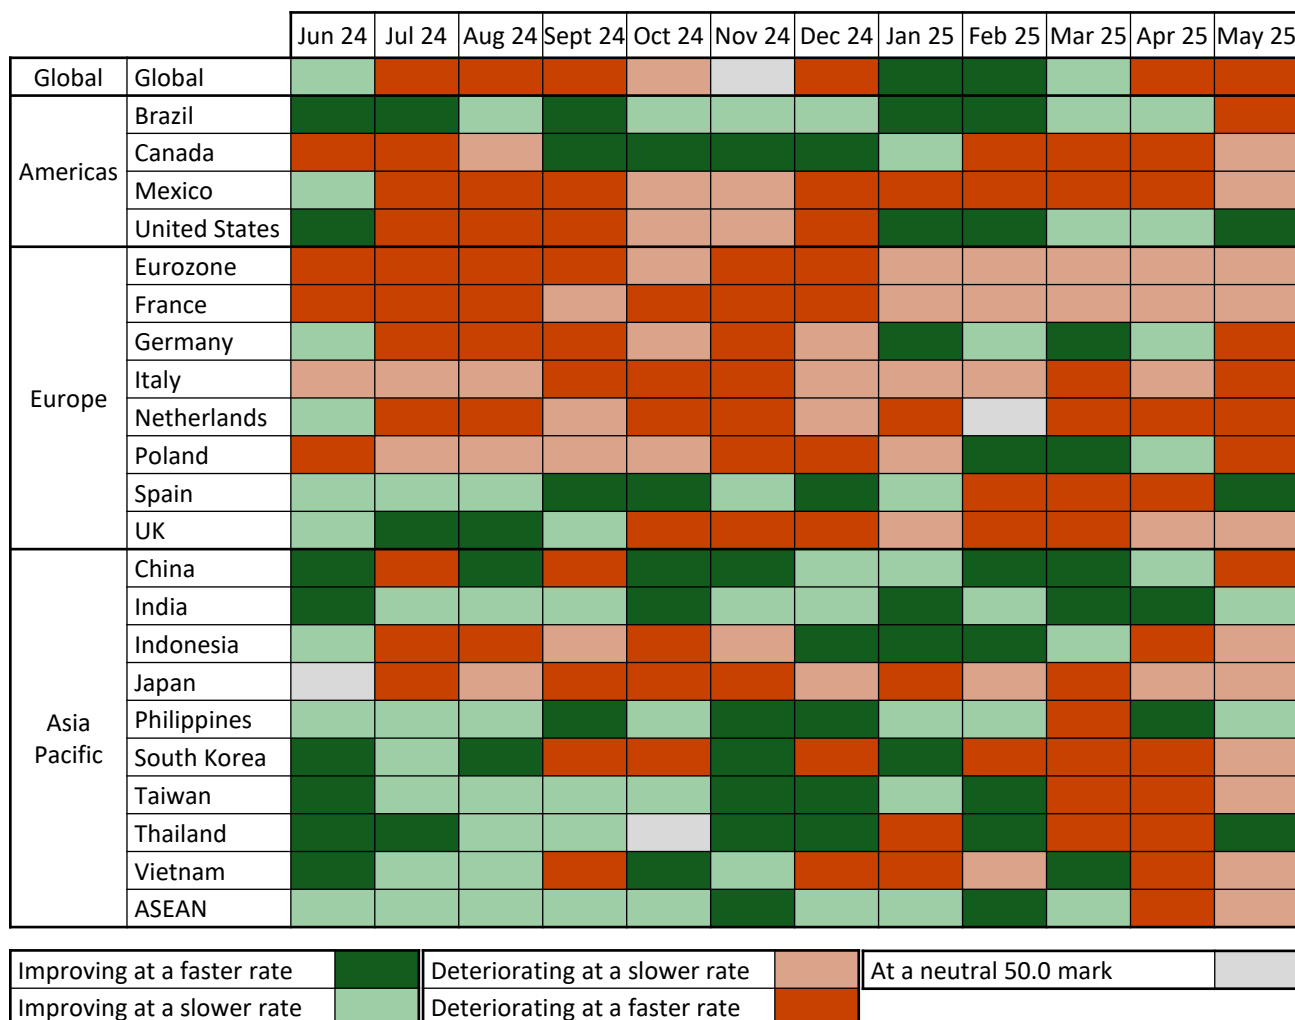 Jun 24 Jul 24 Aug 24 Sept 24 Oct 24 Nov 24 Dec 24 Jan 25 Feb 25 Mar 25 Apr 25 May 25
Global Global
Americas
Brazil
Canada
Mexico
United States
Europe
Eurozone
France
Germany
Italy
Netherlands
Poland
Spain
UK
Asia
Pacific
China
India
Indonesia
Japan
Philippines
South Korea
Taiwan
Thailand
Vietnam
ASEAN
Improving at a faster rate Deteriorating at a slower rate At a neutral 50.0 mark
Improving at a slower rate Deteriorating at a faster rate